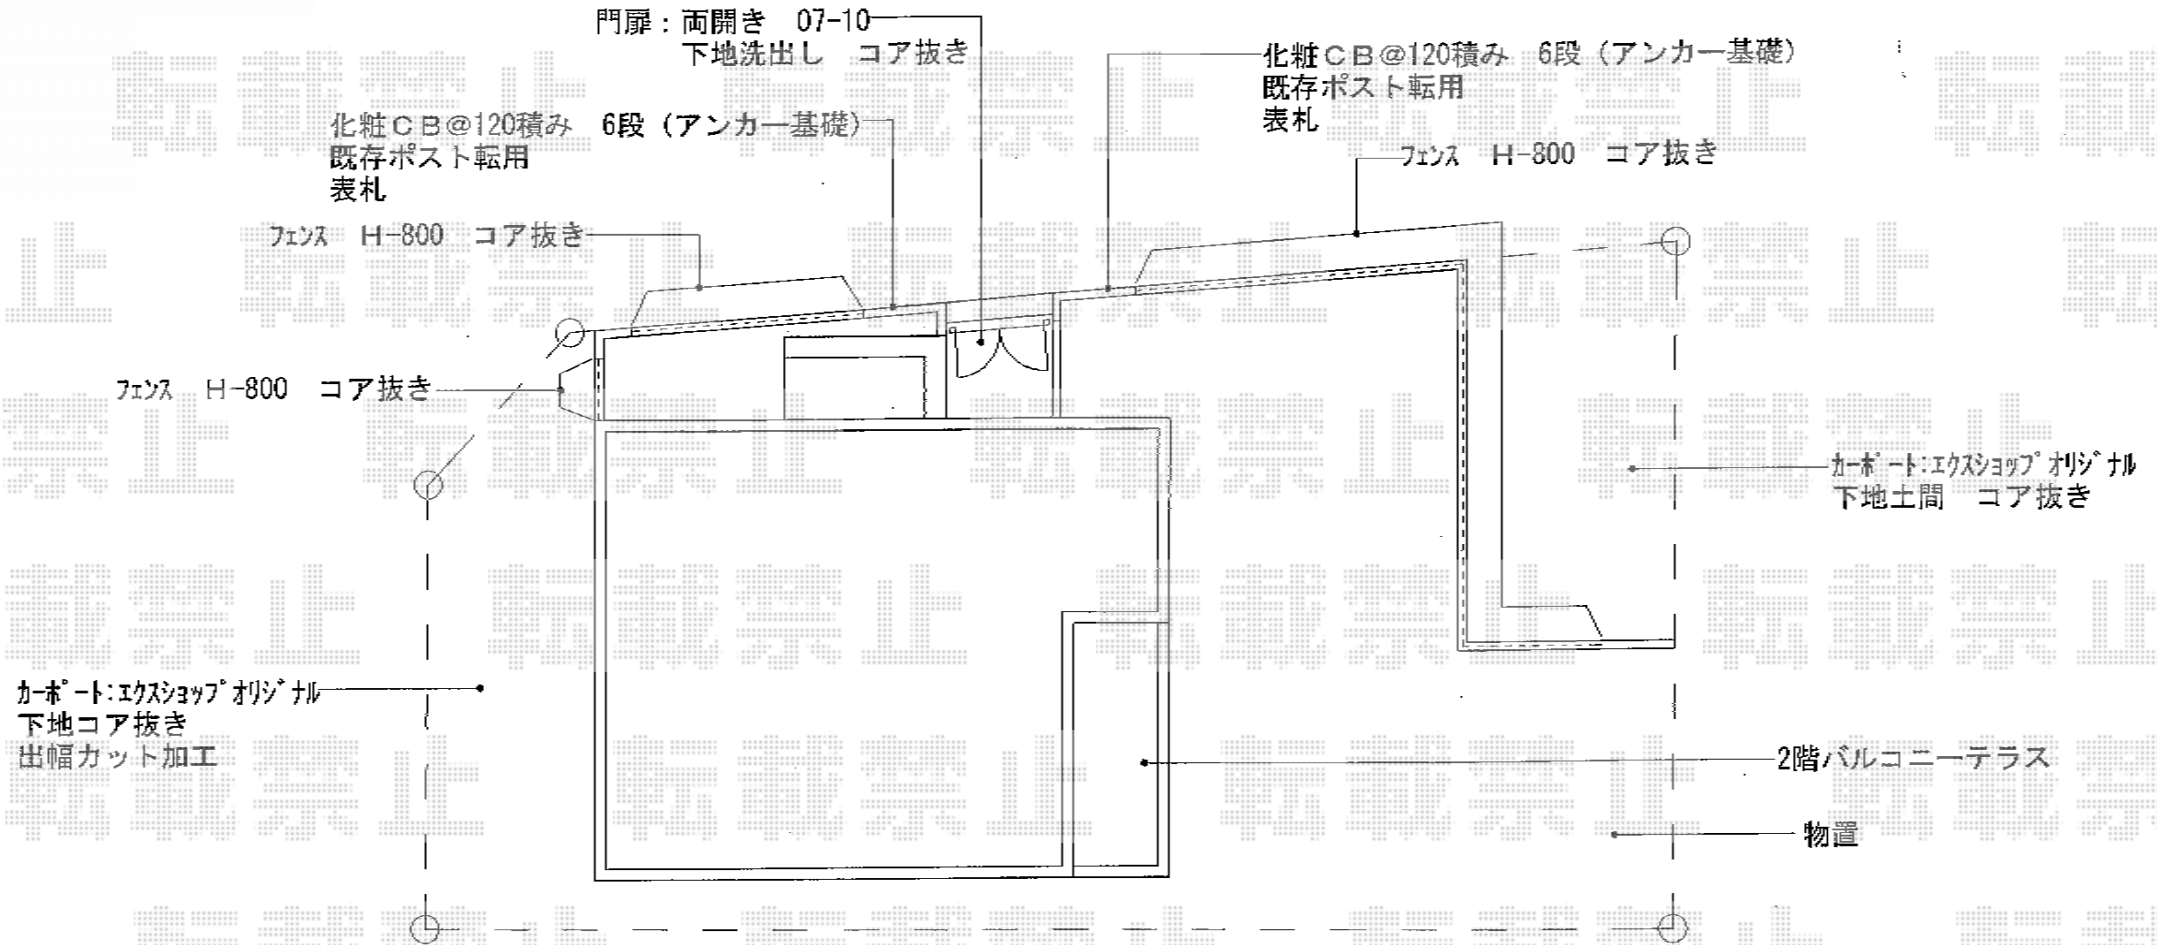 門扉：両開き　07-10
下地洗出し　コア抜き
化粧ＣＢ@120積み　6段（アンカー基礎）
既存ポスト転用
表札
化粧ＣＢ@120積み　6段（アンカー基礎）
既存ポスト転用
表札
ﾌｪﾝｽ　Ｈ-800　コア抜き
ﾌｪﾝｽ　Ｈ-800　コア抜き
ﾌｪﾝｽ　Ｈ-800　コア抜き
ｶｰﾎﾟｰﾄ:ｴｸｽｼｮｯﾌﾟｵﾘｼﾞﾅﾙ
下地土間　コア抜き
ｶｰﾎﾟｰﾄ:ｴｸｽｼｮｯﾌﾟｵﾘｼﾞﾅﾙ
下地コア抜き
出幅カット加工
2階バルコニーテラス
物置
転載禁止